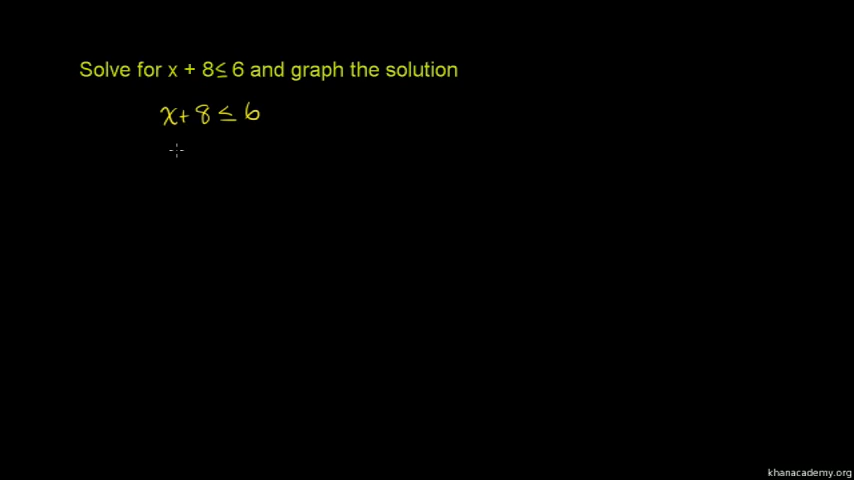 Solve for x + 8≤ 6 and graph the solution
x+ 8 ≤ 6
khanacademy.org